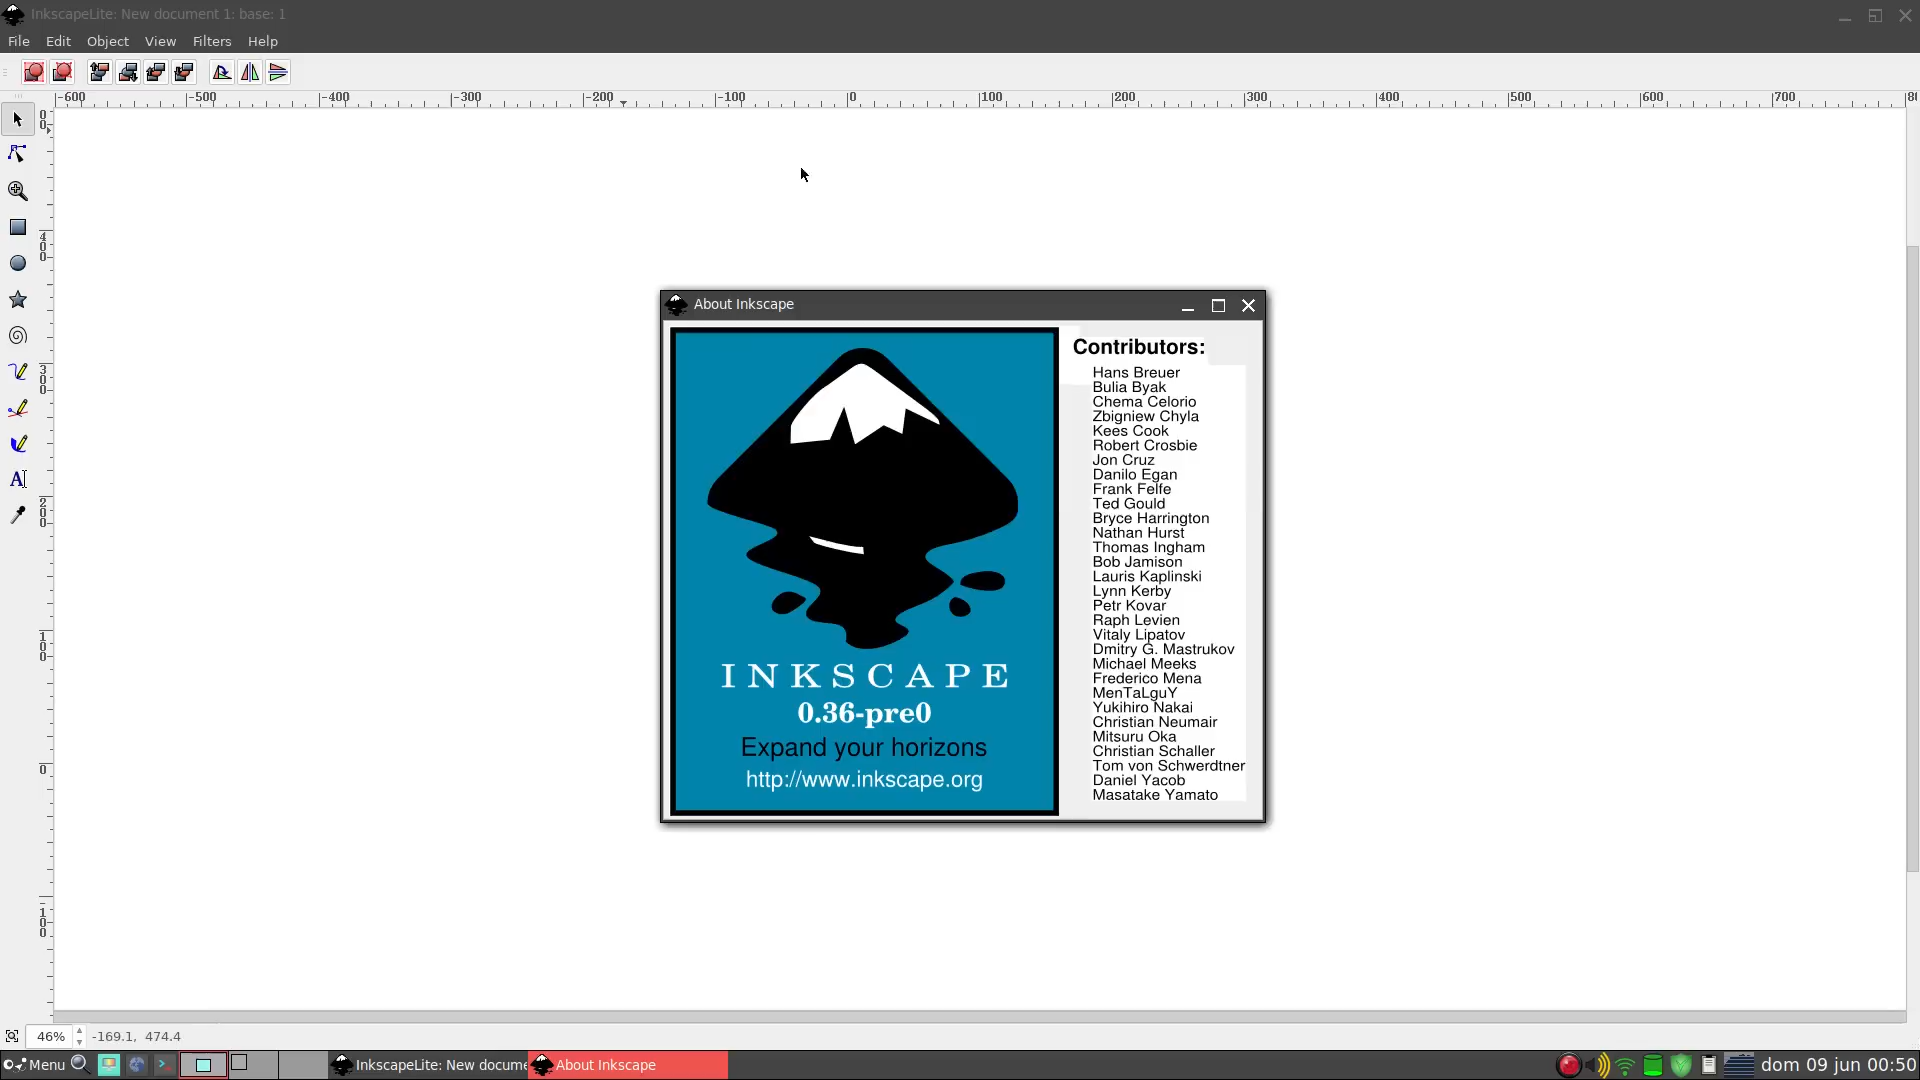 InkscapeLite: New document 1: base: 1
File Edit Object View Filters Help
-600 -500 -400 -300 -200 -100 0 100 200 300 400 500 600 700
400
300
200
100
0
-100
About Inkscape
INKSCAPE
0.36-pre0
Expand your horizons
http://www.inkscape.org
Contributors:
Hans Breuer
Bulia Byak
Chema Celorio
Zbigniew Chyla
Kees Cook
Robert Crosbie
Jon Cruz
Danilo Egan
Frank Felfe
Ted Gould
Bryce Harrington
Nathan Hurst
Thomas Ingham
Bob Jamison
Lauris Kaplinski
Lynn Kerby
Petr Kovar
Raph Levien
Vitaly Lipatov
Dmitry G. Mastrukov
Michael Meeks
Frederico Mena
MenTaLguY
Yukihiro Nakai
Christian Neumair
Mitsuru Oka
Christian Schaller
Tom von Schwerdtner
Daniel Yacob
Masatake Yamato
46% -169.1, 474.4
Menu InkscapeLite: New docume About Inkscape dom 09 jun 00:50